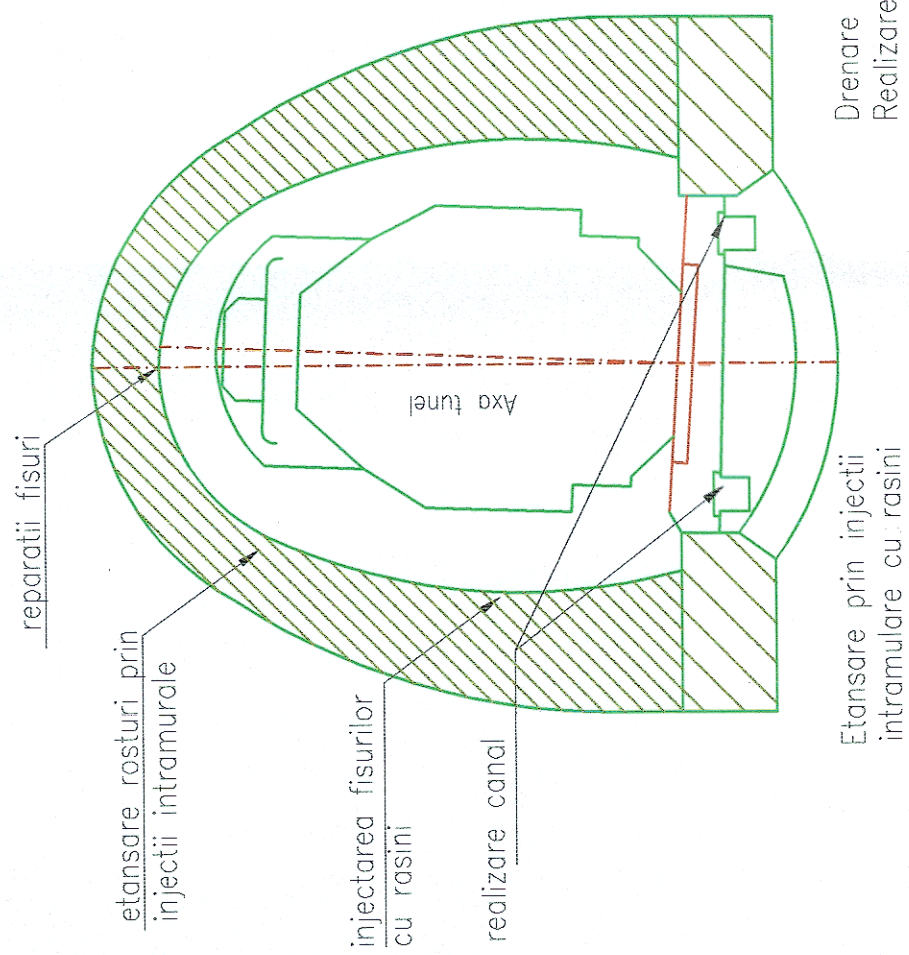 reparatii fisuri
etansare rosturi prin
injectii intramurale
injectarea fisurilor
cu rasini
realizare canal
Axa tunel
Etansare prin injectii
intramulare cu rasini
Drenare
Realizare